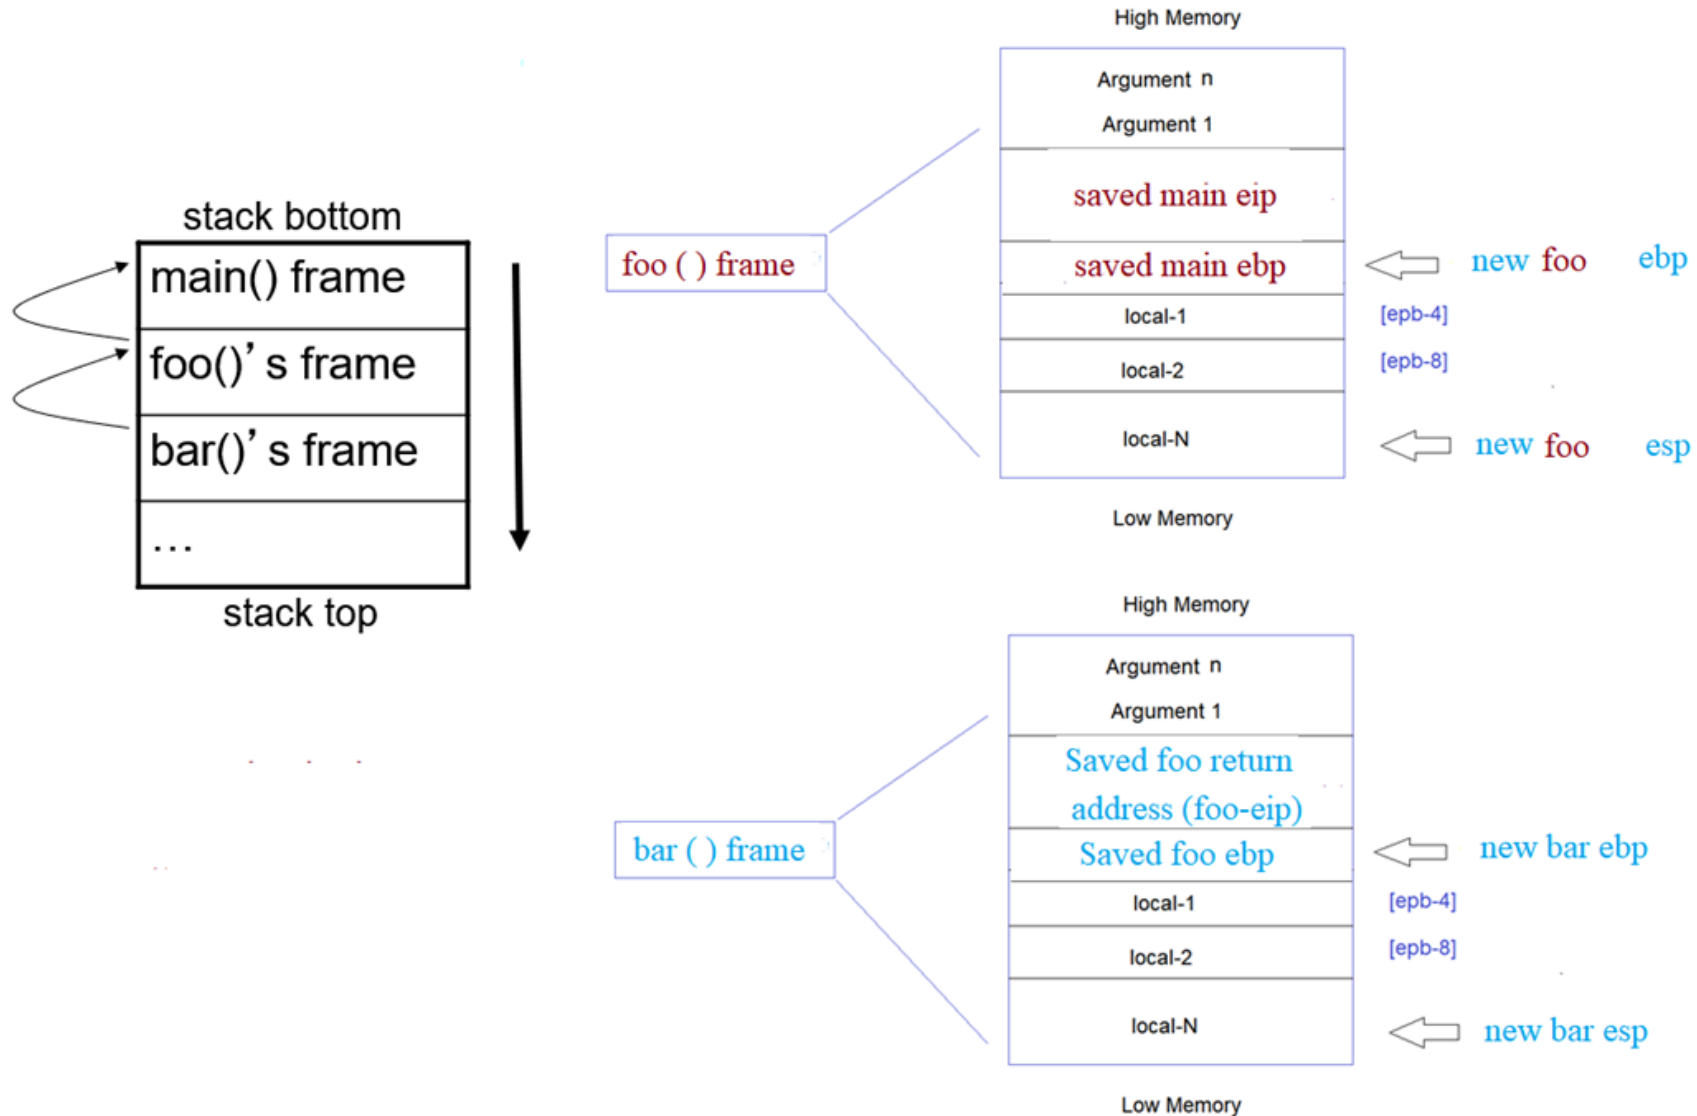 stack bottom
main() frame
foo()’ s frame
bar()’ s frame
...
stack top
High Memory
Argument n
Argument 1
saved main eip
foo ( ) frame
saved main ebp
new foo ebp
local-1
[epb-4]
local-2
[epb-8]
local-N
new foo esp
Low Memory
High Memory
Argument n
Argument 1
Saved foo return
address (foo-eip)
bar ( ) frame
Saved foo ebp
new bar ebp
local-1
[epb-4]
local-2
[epb-8]
local-N
new bar esp
Low Memory